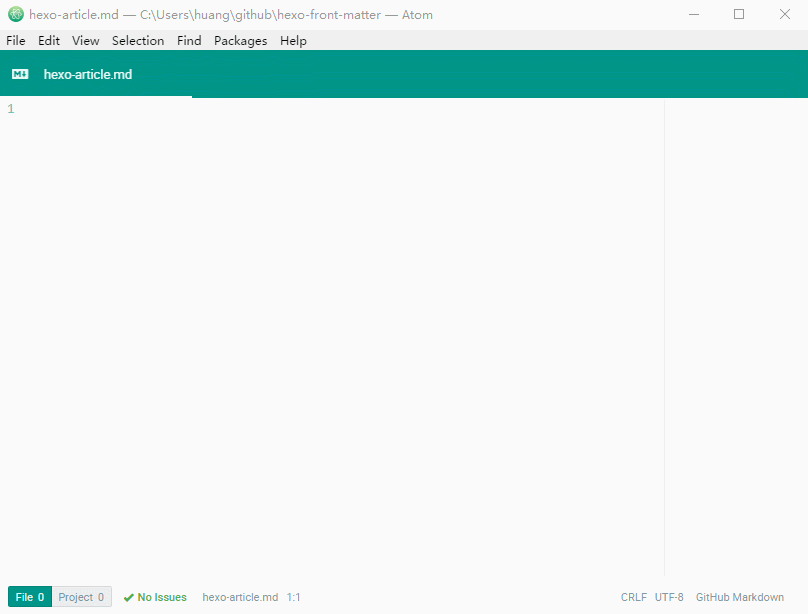 hexo-article.md — C:\Users\huang\github\hexo-front-matter — Atom
File Edit View Selection Find Packages Help
M↓ hexo-article.md
1
File 0 Project 0 No Issues hexo-article.md 1:1 CRLF UTF-8 GitHub Markdown